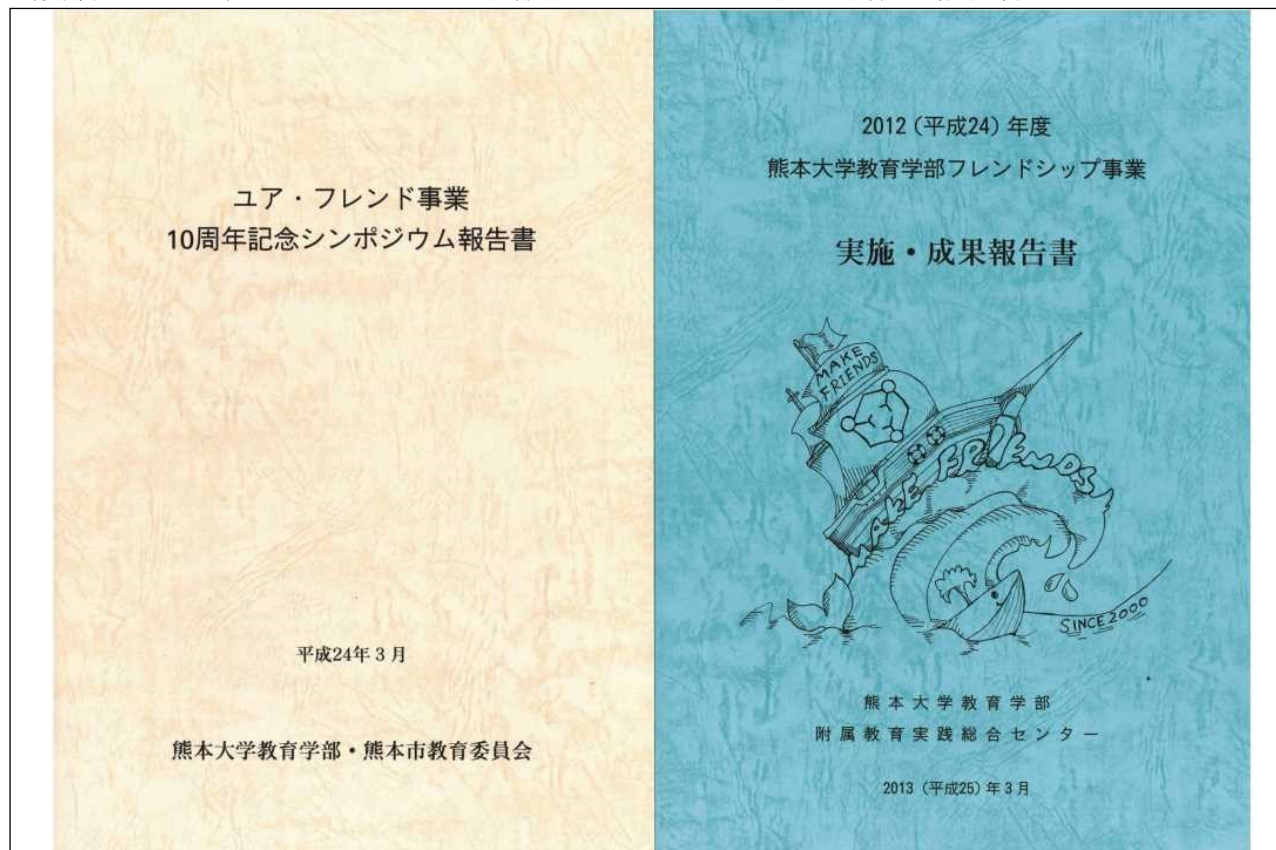 ユア・フレンド事業
10周年記念シンポジウム報告書
平成24年3月
熊本大学教育学部・熊本市教育委員会
2012（平成24）年度
熊本大学教育学部フレンドシップ事業
実施・成果報告書
MAKE
FRIENDS
MAKE FRIENDS
SINCE 2000
熊本大学教育学部
附属教育実践総合センター
2013（平成25）年3月